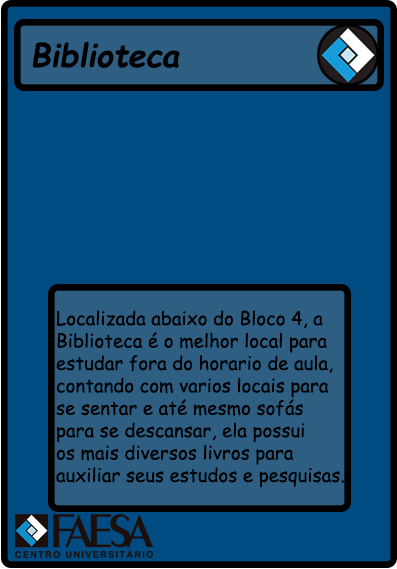 Biblioteca
Localizada abaixo do Bloco 4, a
Biblioteca é o melhor local para
estudar fora do horario de aula,
contando com varios locais para
se sentar e até mesmo sofás
para se descansar, ela possui
os mais diversos livros para
auxiliar seus estudos e pesquisas.
FAESA
CENTRO UNIVERSITÁRIO